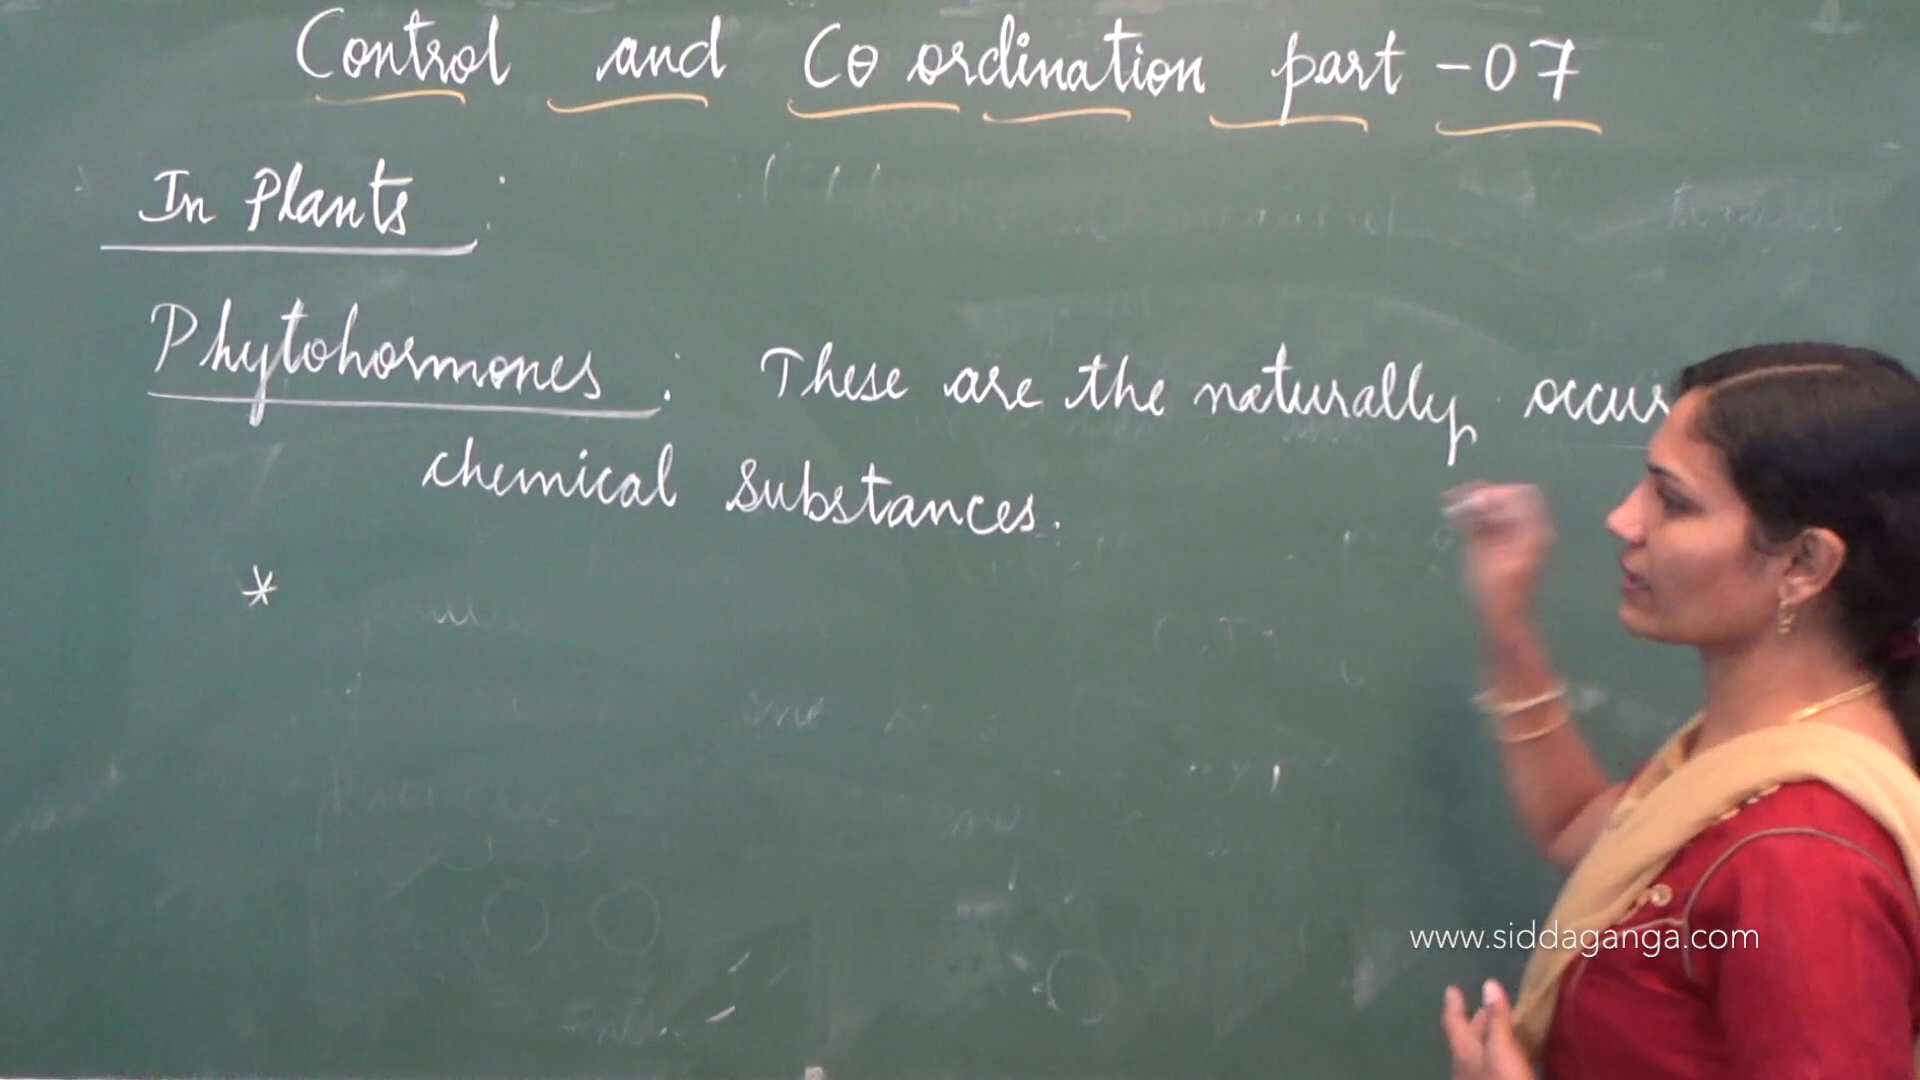 Control and Co ordination part - 07
In Plants :
Phytohormones : These are the naturally occur
chemical Substances.
*
www.siddaganga.com